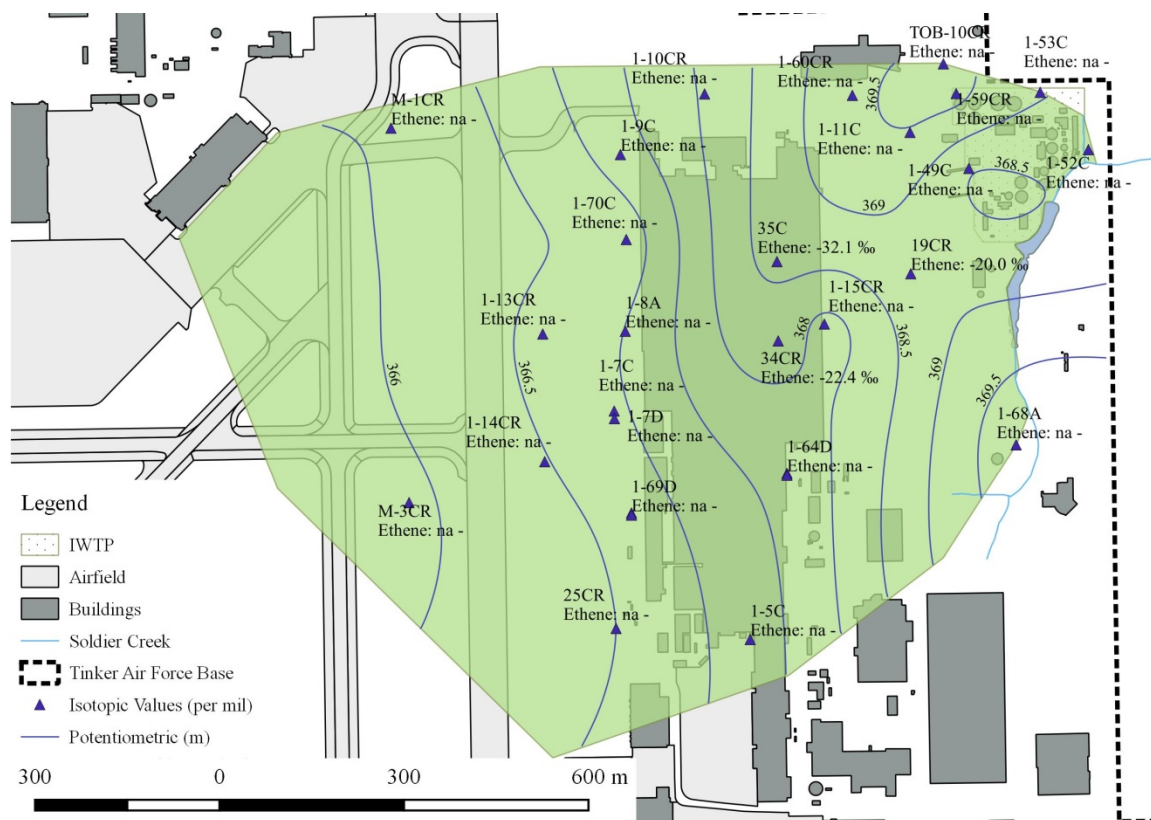 TOB-10CR
Ethene: na -
1-53C
Ethene: na -
1-10CR
Ethene: na -
1-60CR
Ethene: na -
369.5
1-59CR
Ethene: na -
M-1CR
Ethene: na -
1-9C
Ethene: na -
1-11C
Ethene: na -
1-49C
Ethene: na -
368.5
1-52C
Ethene: na -
1-70C
Ethene: na -
369
35C
Ethene: -32.1 ‰
19CR
Ethene: -20.0 ‰
1-13CR
Ethene: na -
1-8A
Ethene: na -
1-15CR
Ethene: na -
368
368.5
34CR
Ethene: -22.4 ‰
366
366.5
369
369.5
1-7C
Ethene: na -
1-7D
Ethene: na -
1-14CR
Ethene: na -
1-68A
Ethene: na -
1-64D
Ethene: na -
1-69D
Ethene: na -
M-3CR
Ethene: na -
25CR
Ethene: na -
1-5C
Ethene: na -
Legend
IWTP
Airfield
Buildings
Soldier Creek
Tinker Air Force Base
Isotopic Values (per mil)
Potentiometric (m)
300 0 300 600 m